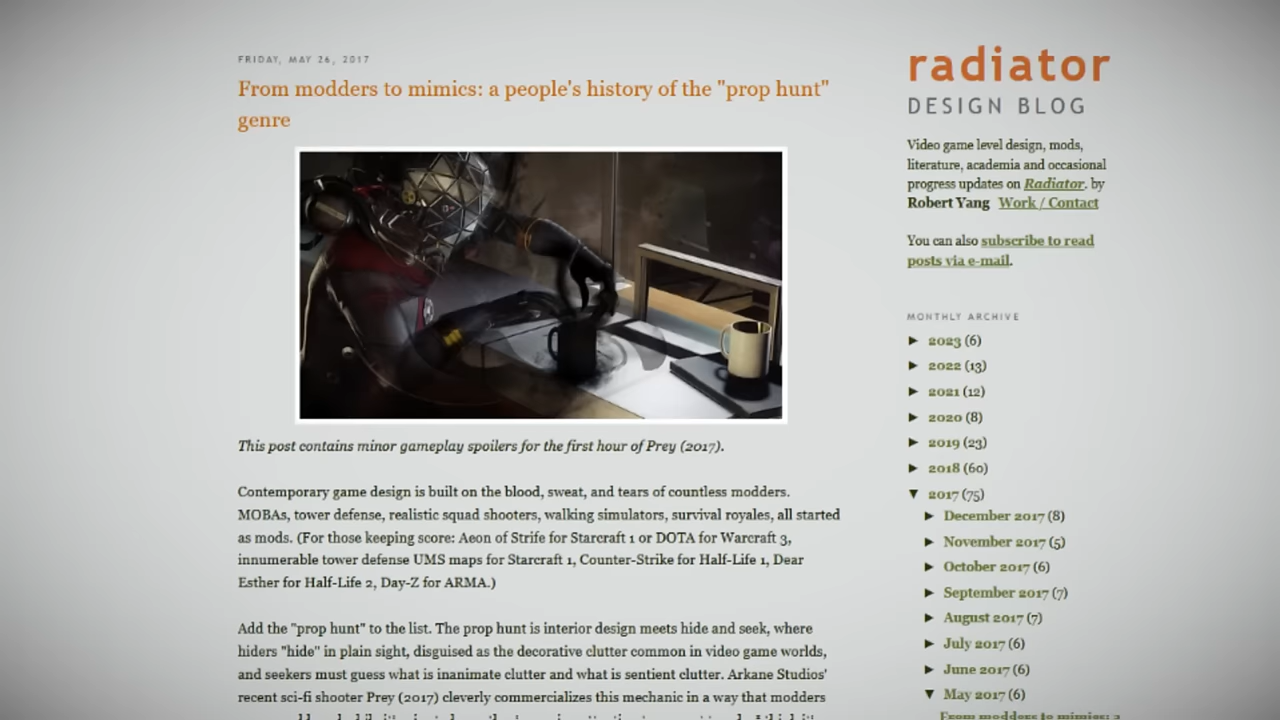 FRIDAY, MAY 26, 2017
From modders to mimics: a people's history of the "prop hunt"
genre
This post contains minor gameplay spoilers for the first hour of Prey (2017).
Contemporary game design is built on the blood, sweat, and tears of countless modders.
MOBAs, tower defense, realistic squad shooters, walking simulators, survival royales, all started
as mods. (For those keeping score: Aeon of Strife for Starcraft 1 or DOTA for Warcraft 3,
innumerable tower defense UMS maps for Starcraft 1, Counter-Strike for Half-Life 1, Dear
Esther for Half-Life 2, Day-Z for ARMA.)
Add the "prop hunt" to the list. The prop hunt is interior design meets hide and seek, where
hiders "hide" in plain sight, disguised as the decorative clutter common in video game worlds,
and seekers must guess what is inanimate clutter and what is sentient clutter. Arkane Studios'
recent sci-fi shooter Prey (2017) cleverly commercializes this mechanic in a way that modders
radiator
DESIGN BLOG
Video game level design, mods,
literature, academia and occasional
progress updates on Radiator. by
Robert Yang Work / Contact
You can also subscribe to read
posts via e-mail.
MONTHLY ARCHIVE
► 2023 (6)
► 2022 (13)
► 2021 (12)
► 2020 (8)
► 2019 (23)
► 2018 (60)
▼ 2017 (75)
► December 2017 (8)
► November 2017 (5)
► October 2017 (6)
► September 2017 (7)
► August 2017 (7)
► July 2017 (6)
► June 2017 (6)
▼ May 2017 (6)
From modders to mimics: a